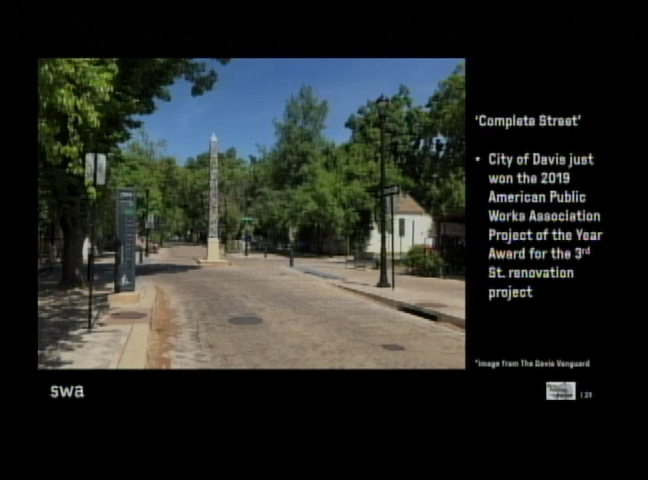 'Complete Street'
• City of Davis just
won the 2019
American Public
Works Association
Project of the Year
Award for the 3rd
St. renovation
project
*Image from The Davis Vanguard
swa